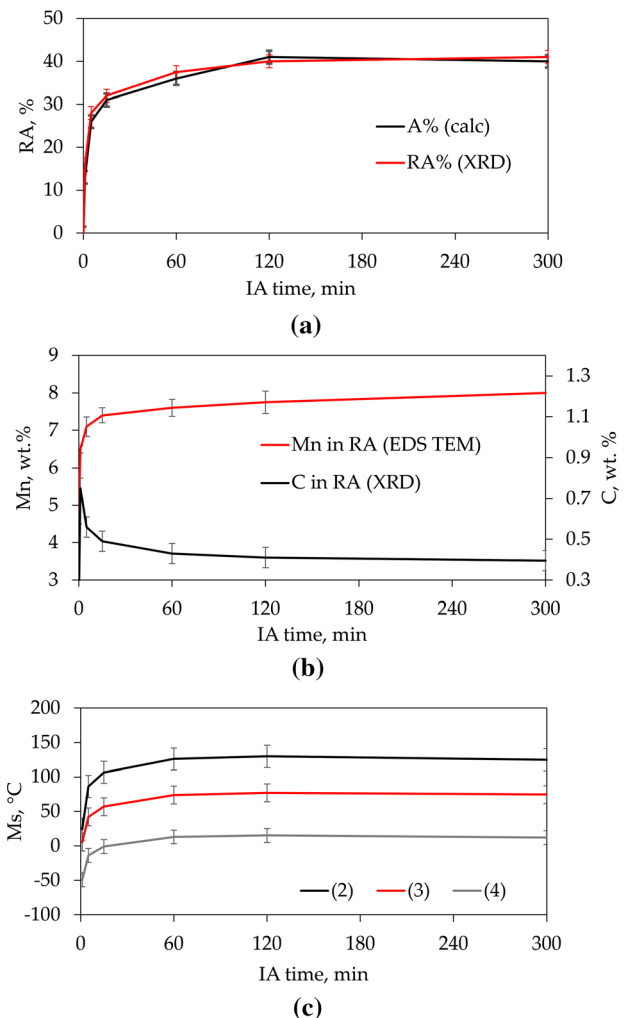 50
40
30
20
10
0
RA, %
A% (calc)
RA% (XRD)
0 60 120 180 240 300
IA time, min
(a)
9
8
7
6
5
4
3
Mn, wt.%
1.3
1.1
0.9
0.7
0.5
0.3
C, wt. %
Mn in RA (EDS TEM)
C in RA (XRD)
0 60 120 180 240 300
IA time, min
(b)
200
150
100
50
0
-50
-100
Ms, °C
(2) (3) (4)
0 60 120 180 240 300
IA time, min
(c)